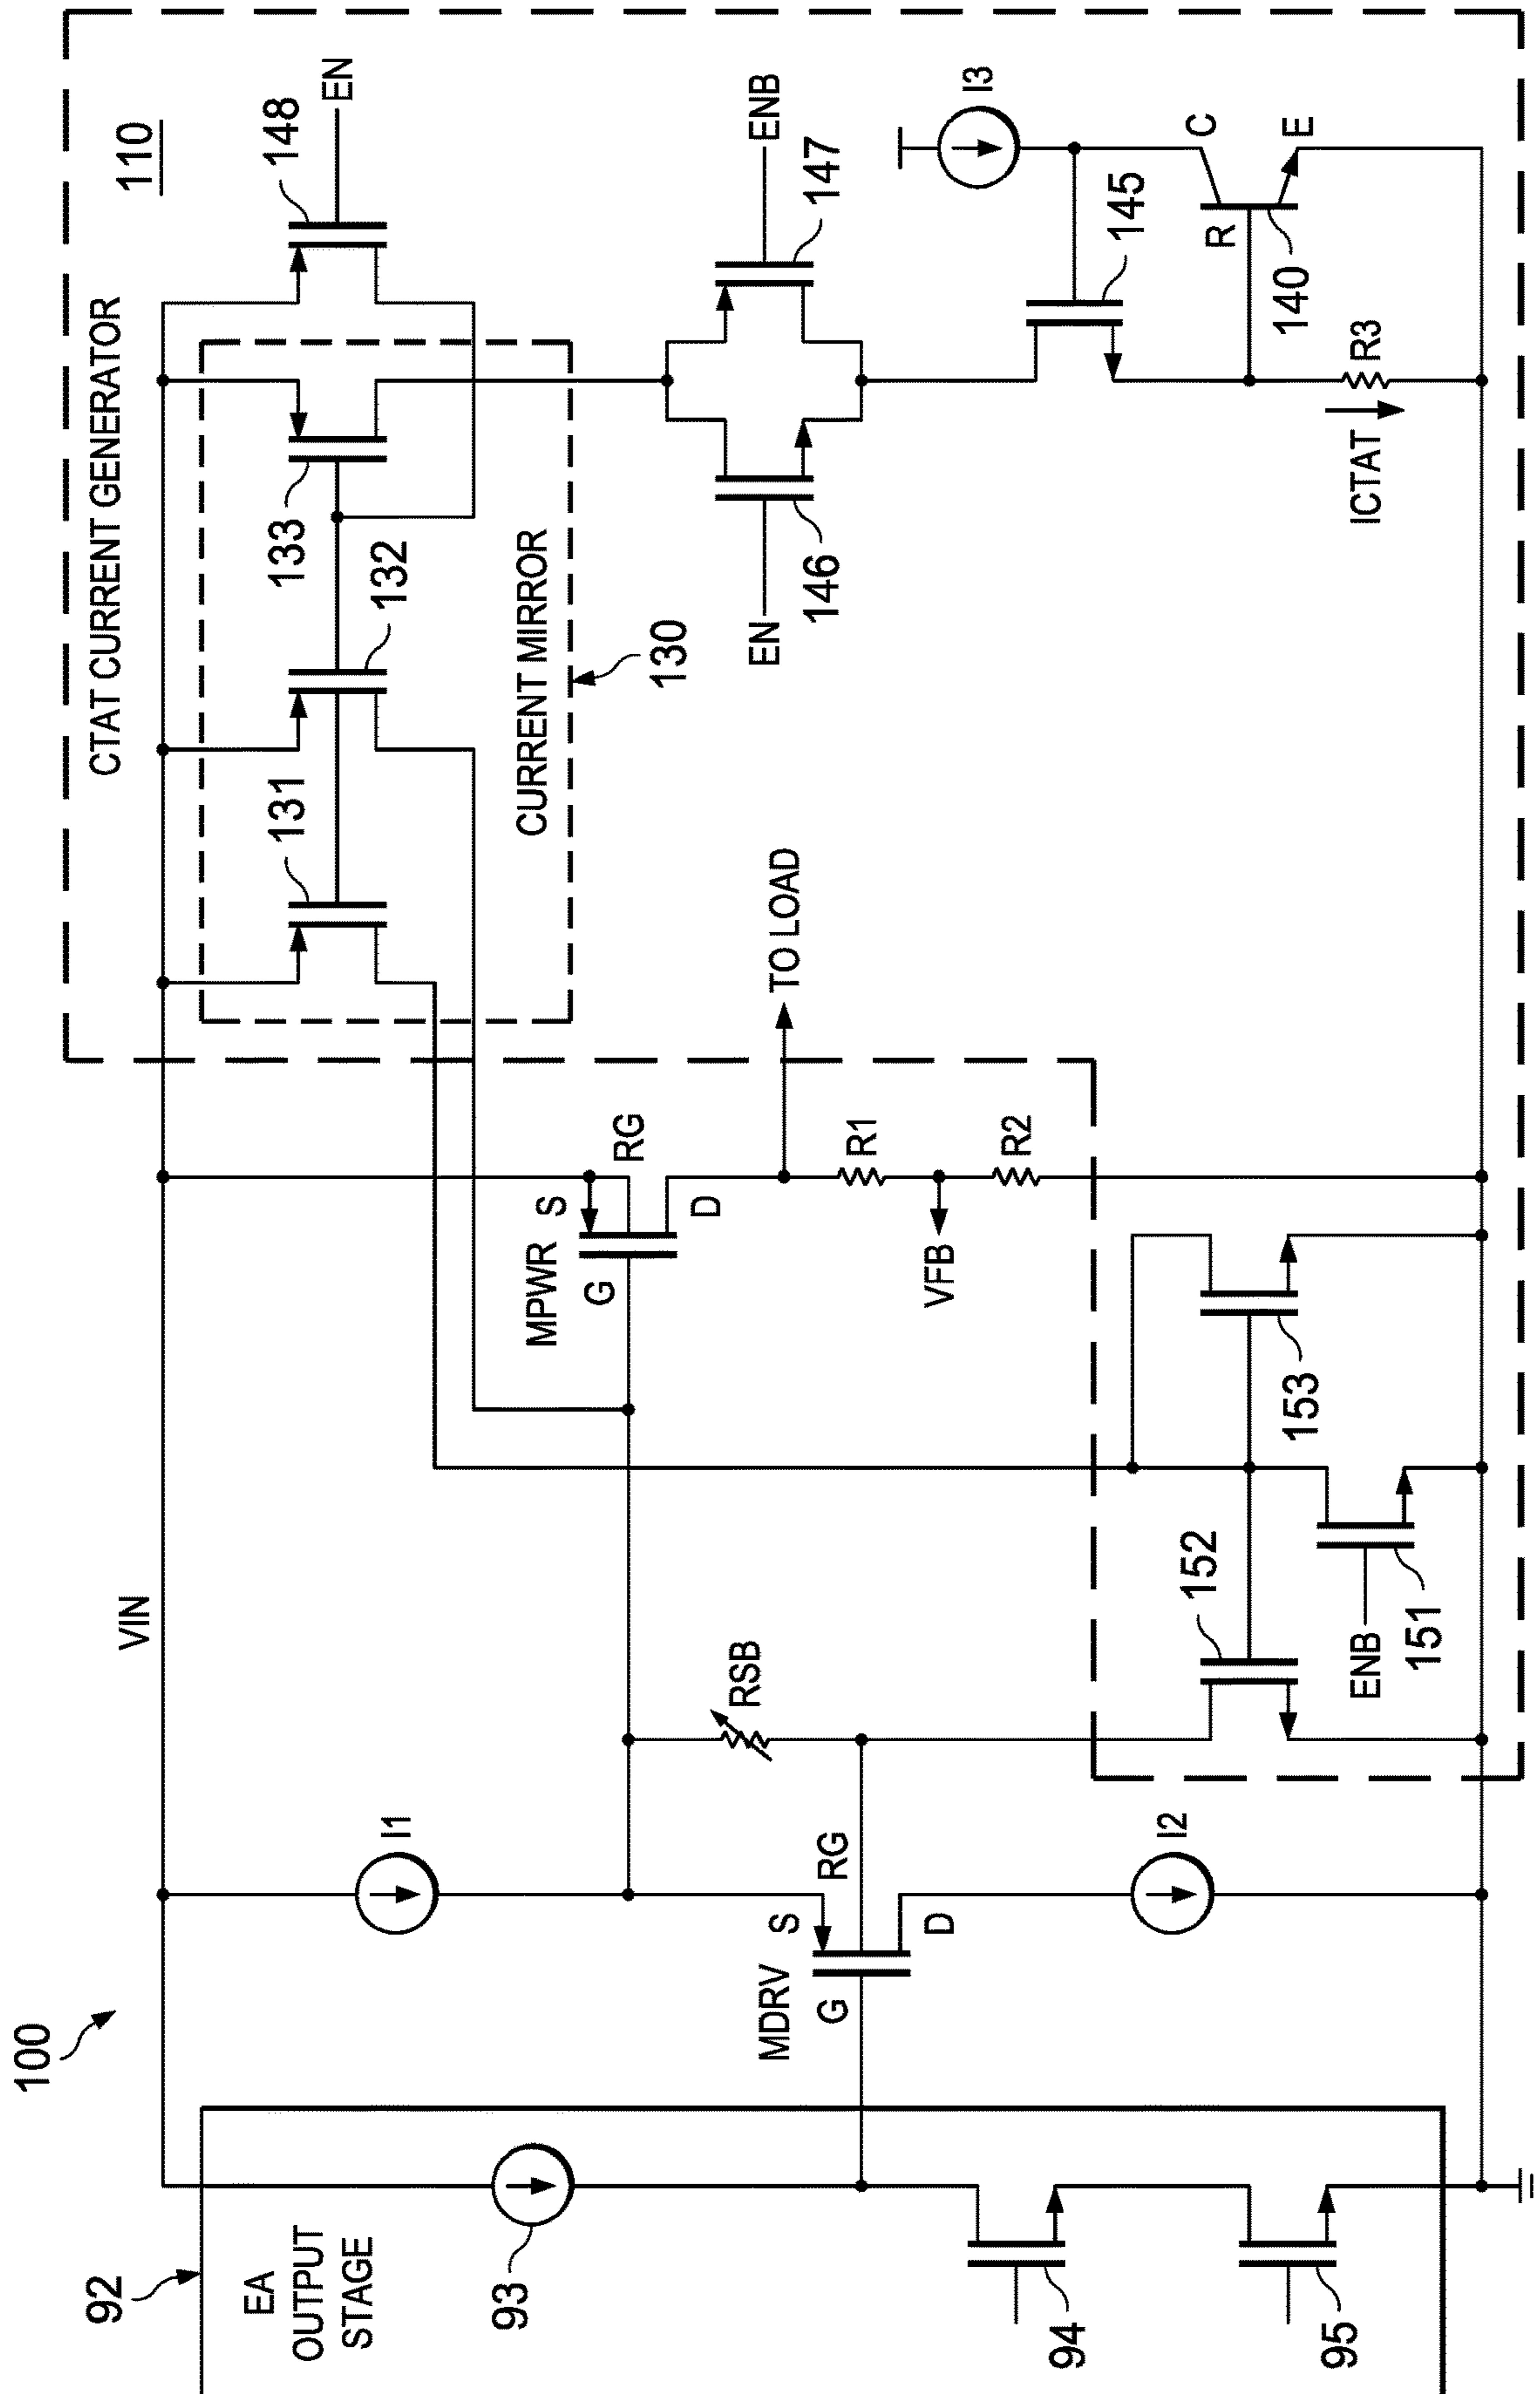 100
92
EA
OUTPUT
STAGE
93
94
95
VIN
I1
MDRV
S
G
RG
D
I2
RSB
MPWR
S
G
RG
D
TO LOAD
R1
VFB
R2
152
ENB
151
153
CTAT CURRENT GENERATOR
110
131
132
133
148
EN
CURRENT MIRROR
130
EN
146
147
ENB
I3
145
C
R
E
140
R3
ICTAT